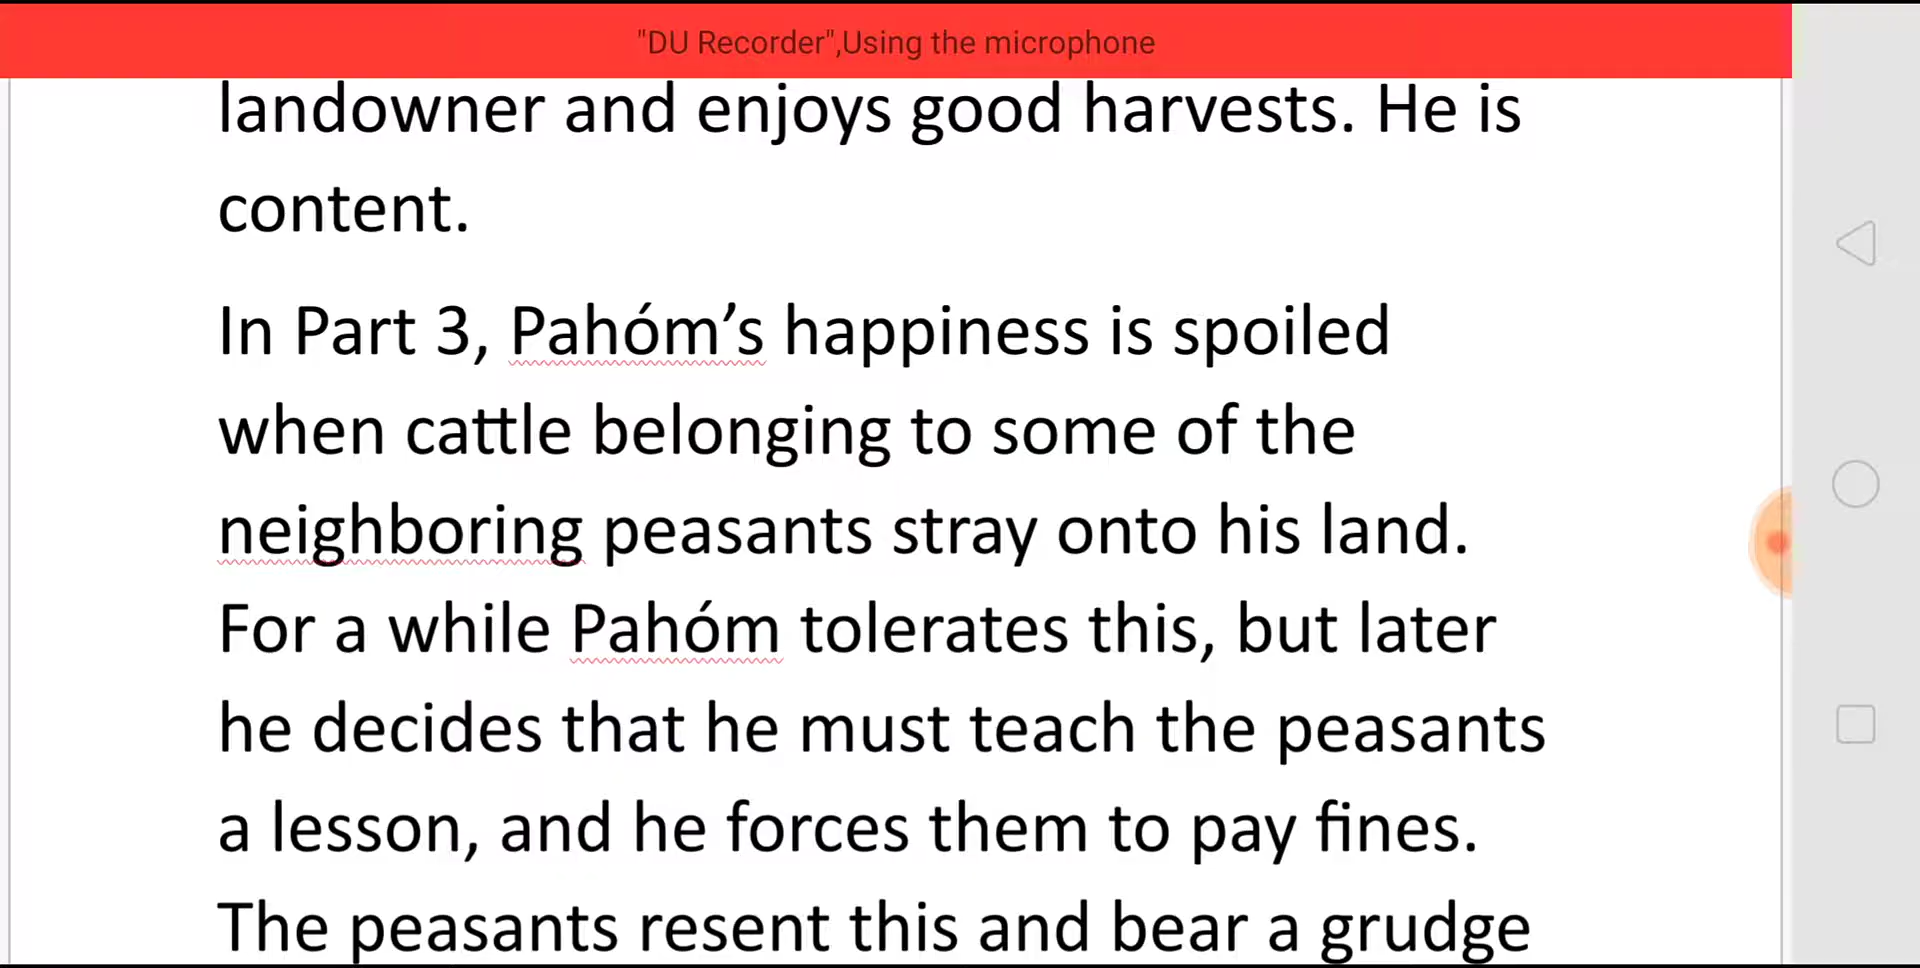 "DU Recorder",Using the microphone
landowner and enjoys good harvests. He is
content.
In Part 3, Pahóm’s happiness is spoiled
when cattle belonging to some of the
neighboring peasants stray onto his land.
For a while Pahóm tolerates this, but later
he decides that he must teach the peasants
a lesson, and he forces them to pay fines.
The peasants resent this and bear a grudge